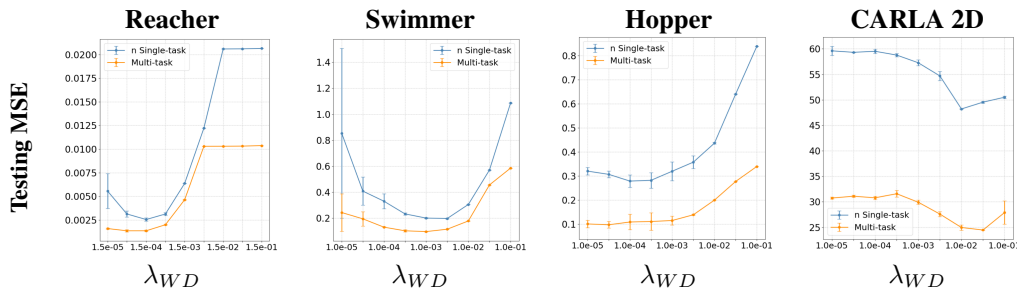 Reacher
Swimmer
Hopper
CARLA 2D
Testing MSE
n Single-task
Multi-task
0.0200
0.0175
0.0150
0.0125
0.0100
0.0075
0.0050
0.0025
1.5e-05 1.5e-04 1.5e-03 1.5e-02 1.5e-01
λ_WD
n Single-task
Multi-task
1.4
1.2
1.0
0.8
0.6
0.4
0.2
1.0e-05 1.0e-04 1.0e-03 1.0e-02 1.0e-01
λ_WD
n Single-task
Multi-task
0.8
0.7
0.6
0.5
0.4
0.3
0.2
0.1
1.0e-05 1.0e-04 1.0e-03 1.0e-02 1.0e-01
λ_WD
60
55
50
45
40
35
30
25
n Single-task
Multi-task
1.0e-05 1.0e-04 1.0e-03 1.0e-02 1.0e-01
λ_WD